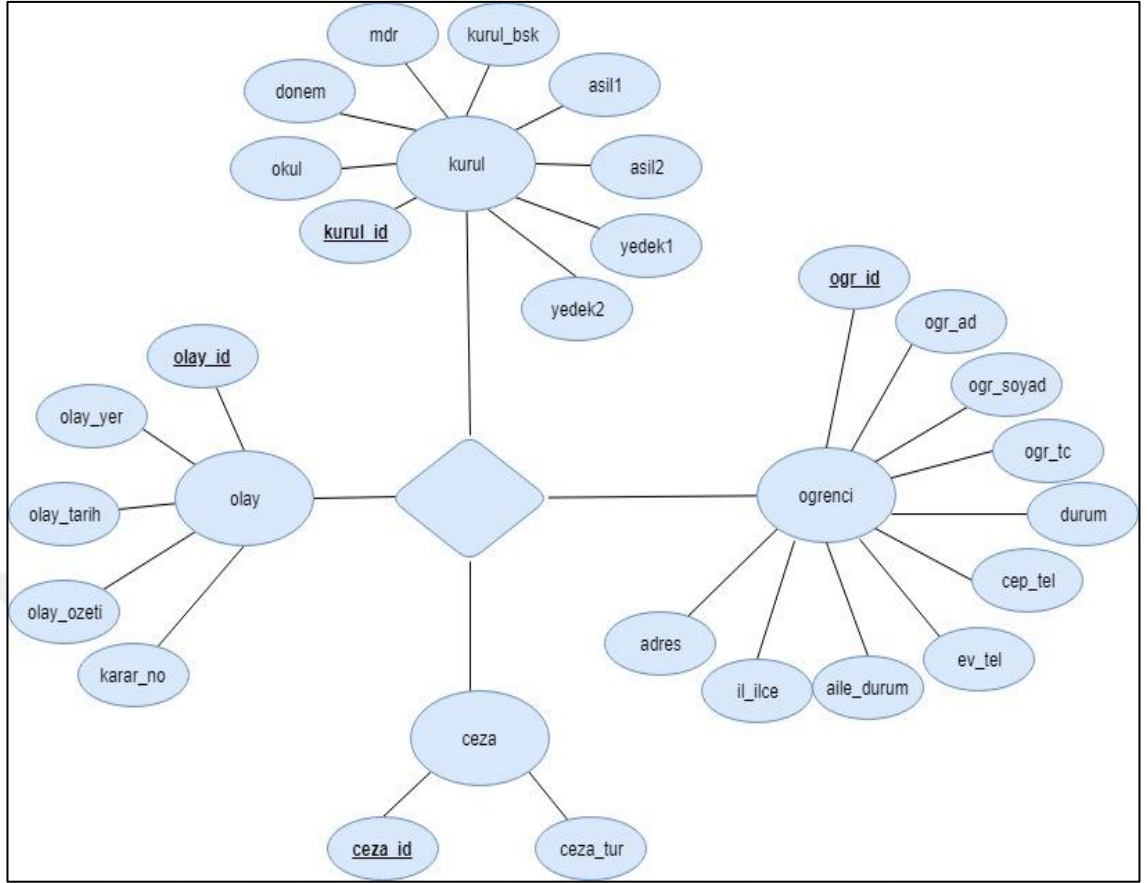 mdr
kurul_bsk
donem
asil1
okul
kurul
asil2
kurul_id
yedek1
yedek2
ogr_id
ogr_ad
olay_id
ogr_soyad
olay_yer
ogr_tc
olay
ogrenci
olay_tarih
durum
cep_tel
olay_ozeti
adres
ev_tel
karar_no
il_ilce
aile_durum
ceza
ceza_id
ceza_tur